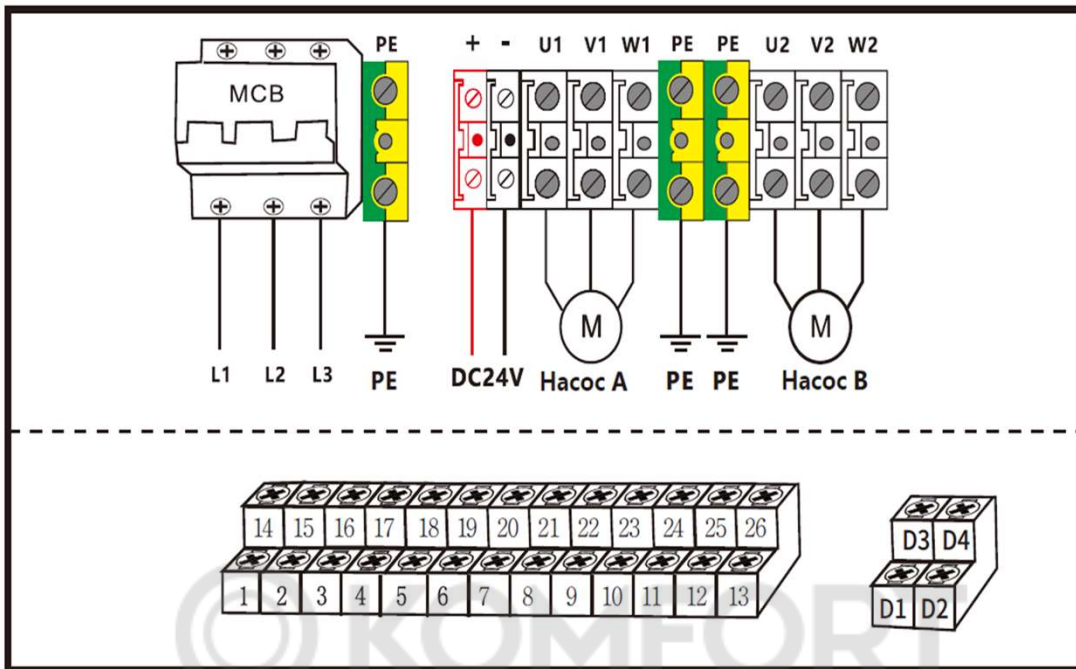 PE + - U1 V1 W1 PE PE U2 V2 W2
MCB
M M
L1 L2 L3 PE DC24V Насос А PE PE Насос В
14 15 16 17 18 19 20 21 22 23 24 25 26
D3 D4
1 2 3 4 5 6 7 8 9 10 11 12 13
D1 D2
KOMFORT